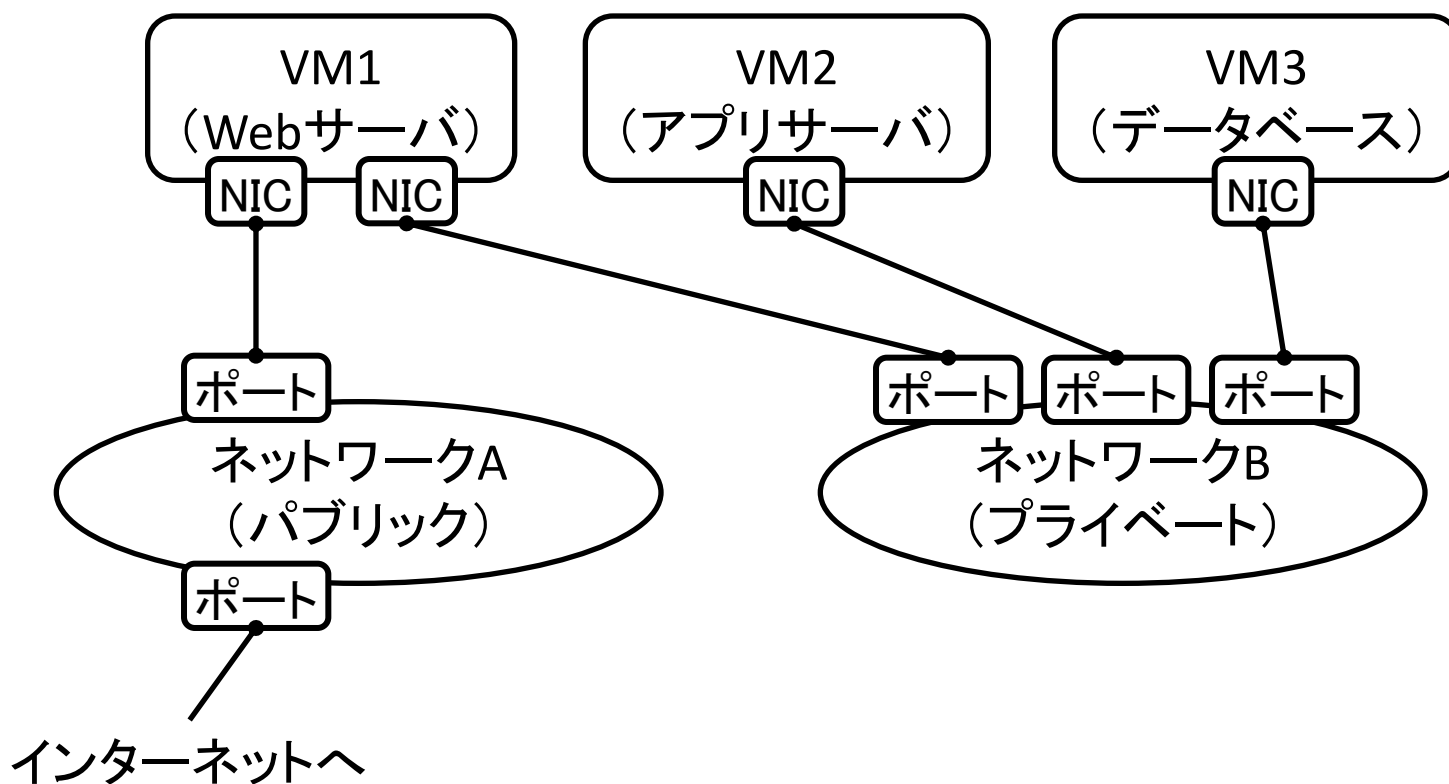 VM1
（Webサーバ）
VM2
（アプリサーバ）
VM3
（データベース）
NIC
NIC
NIC
NIC
ポート
ポート
ポート
ポート
ネットワークA
（パブリック）
ネットワークB
（プライベート）
ポート
インターネットへ